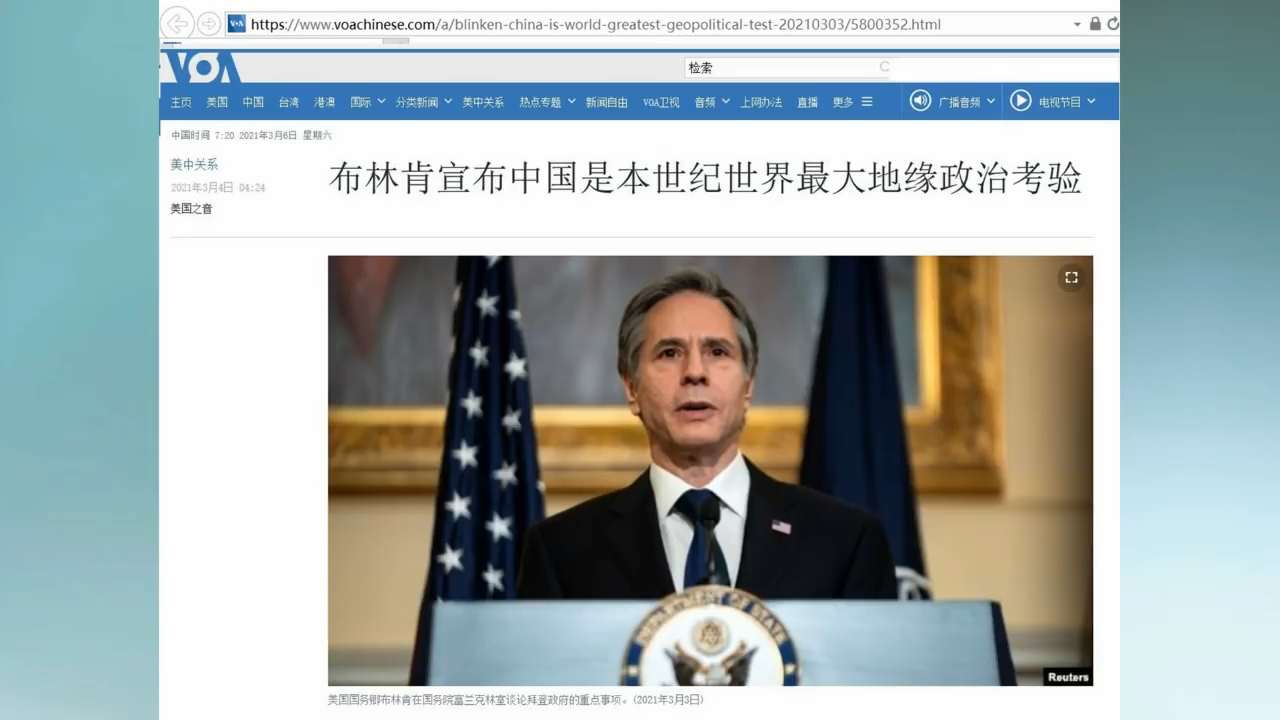 https://www.voachinese.com/a/blinken-china-is-world-greatest-geopolitical-test-20210303/5800352.html
VOA
检索
主页 美国 中国 台湾 港澳 国际 分类新闻 美中关系 热点专题 新闻自由 VOA卫视 音频 上网办法 直播 更多 广播音频 电视节目
中国时间 7:20 2021年3月6日 星期六
美中关系
2021年3月4日 04:24
美国之音
布林肯宣布中国是本世纪世界最大地缘政治考验
DEPARTMENT OF STATE
Reuters
美国国务卿布林肯在国务院富兰克林室谈论拜登政府的重点事项。(2021年3月3日)